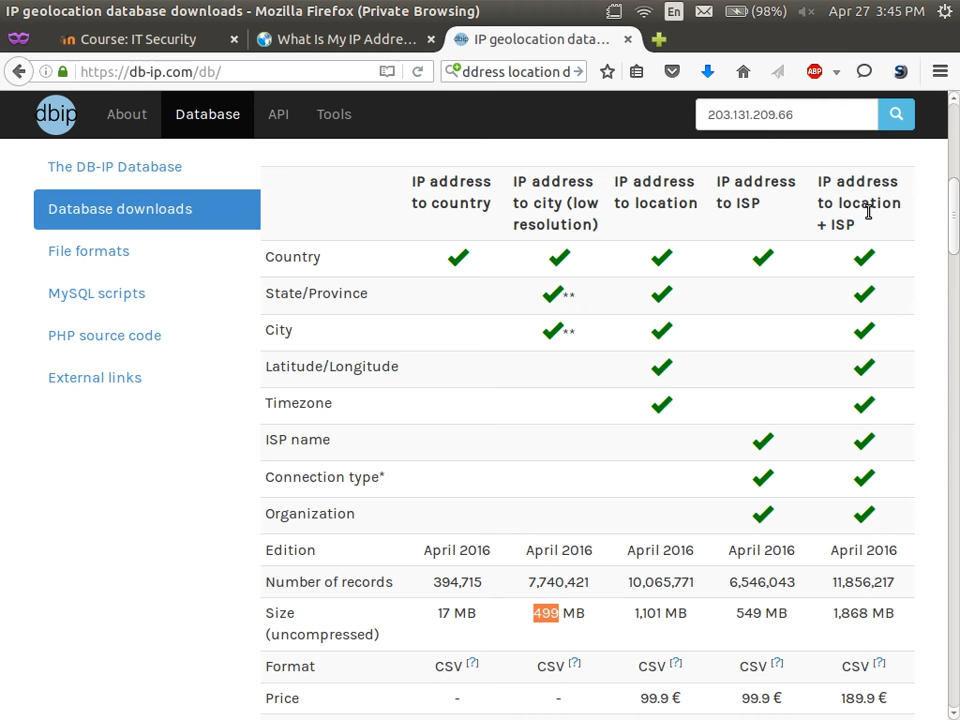 IP geolocation database downloads - Mozilla Firefox (Private Browsing)
En
(98%)
Apr 27 3:45 PM
Course: IT Security
What Is My IP Addre...
IP geolocation data...
https://db-ip.com/db/
ddress location d
ABP
dbip
About
Database
API
Tools
203.131.209.66
The DB-IP Database
Database downloads
File formats
MySQL scripts
PHP source code
External links
IP address to country
IP address to city (low resolution)
IP address to location
IP address to ISP
IP address to location + ISP
Country
State/Province **
City **
Latitude/Longitude
Timezone
ISP name
Connection type*
Organization
Edition April 2016 April 2016 April 2016 April 2016 April 2016
Number of records 394,715 7,740,421 10,065,771 6,546,043 11,856,217
Size (uncompressed) 17 MB 499 MB 1,101 MB 549 MB 1,868 MB
Format CSV [?] CSV [?] CSV [?] CSV [?] CSV [?]
Price - - 99.9 € 99.9 € 189.9 €